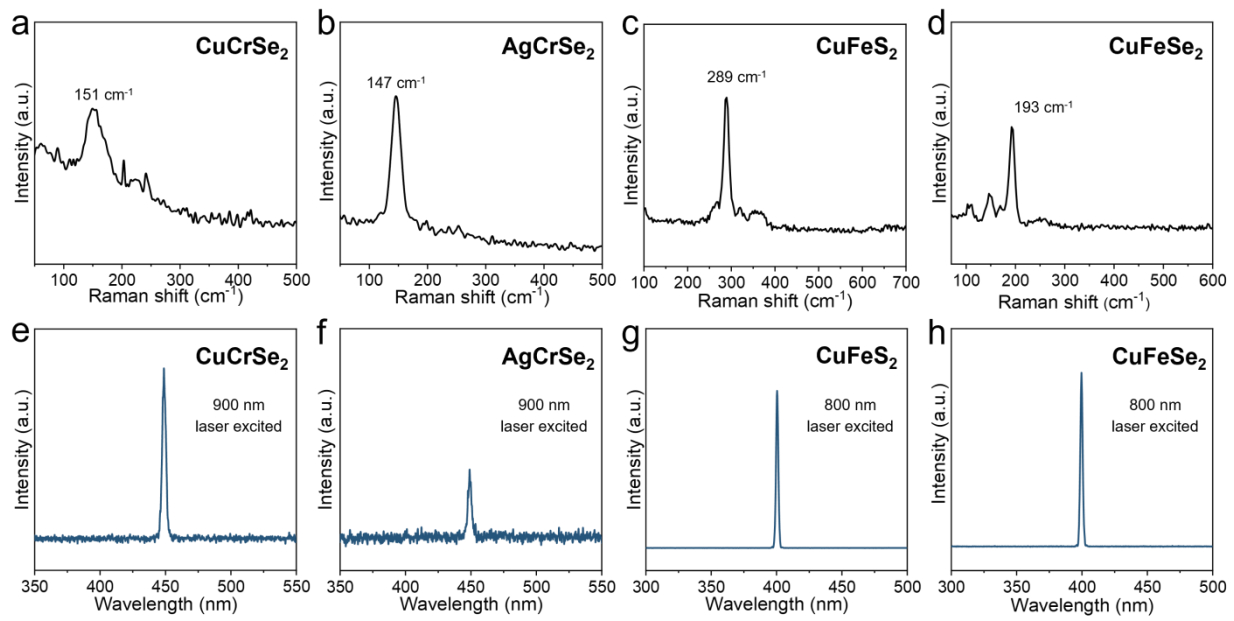 a
CuCrSe₂
151 cm⁻¹
Intensity (a.u.)
100 200 300 400 500
Raman shift (cm⁻¹)
b
AgCrSe₂
147 cm⁻¹
Intensity (a.u.)
100 200 300 400 500
Raman shift (cm⁻¹)
c
CuFeS₂
289 cm⁻¹
Intensity (a.u.)
100 200 300 400 500 600 700
Raman shift (cm⁻¹)
d
CuFeSe₂
193 cm⁻¹
Intensity (a.u.)
100 200 300 400 500 600
Raman shift (cm⁻¹)
e
CuCrSe₂
900 nm
laser excited
Intensity (a.u.)
350 400 450 500 550
Wavelength (nm)
f
AgCrSe₂
900 nm
laser excited
Intensity (a.u.)
350 400 450 500 550
Wavelength (nm)
g
CuFeS₂
800 nm
laser excited
Intensity (a.u.)
300 350 400 450 500
Wavelength (nm)
h
CuFeSe₂
800 nm
laser excited
Intensity (a.u.)
300 350 400 450 500
Wavelength (nm)